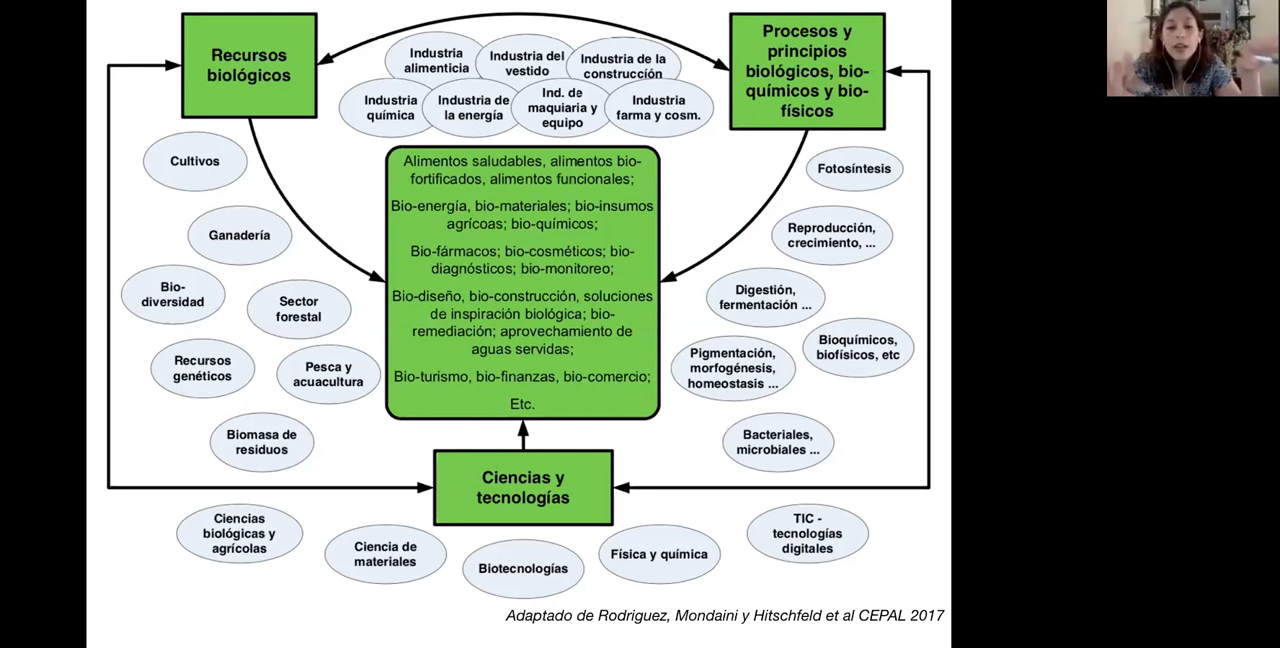 Recursos
biológicos
Procesos y
principios
biológicos, bio-
químicos y bio-
físicos
Industria
alimenticia
Industria del
vestido
Industria de la
construcción
Industria
química
Industria de
la energía
Ind. de
maquiaria y
equipo
Industria
farma y cosm.
Cultivos
Ganadería
Bio-
diversidad
Sector
forestal
Recursos
genéticos
Pesca y
acuacultura
Biomasa de
residuos
Alimentos saludables, alimentos bio-
fortificados, alimentos funcionales;
Bio-energía, bio-materiales; bio-insumos
agrícoas; bio-químicos;
Bio-fármacos; bio-cosméticos; bio-
diagnósticos; bio-monitoreo;
Bio-diseño, bio-construcción, soluciones
de inspiración biológica; bio-
remediación; aprovechamiento de
aguas servidas;
Bio-turismo, bio-finanzas, bio-comercio;
Etc.
Fotosíntesis
Reproducción,
crecimiento, ...
Digestión,
fermentación ...
Bioquímicos,
biofísicos, etc
Pigmentación,
morfogénesis,
homeostasis ...
Bacteriales,
microbiales ...
Ciencias y
tecnologías
Ciencias
biológicas y
agrícolas
Ciencia de
materiales
Biotecnologías
Física y química
TIC -
tecnologías
digitales
Adaptado de Rodriguez, Mondaini y Hitschfeld et al CEPAL 2017